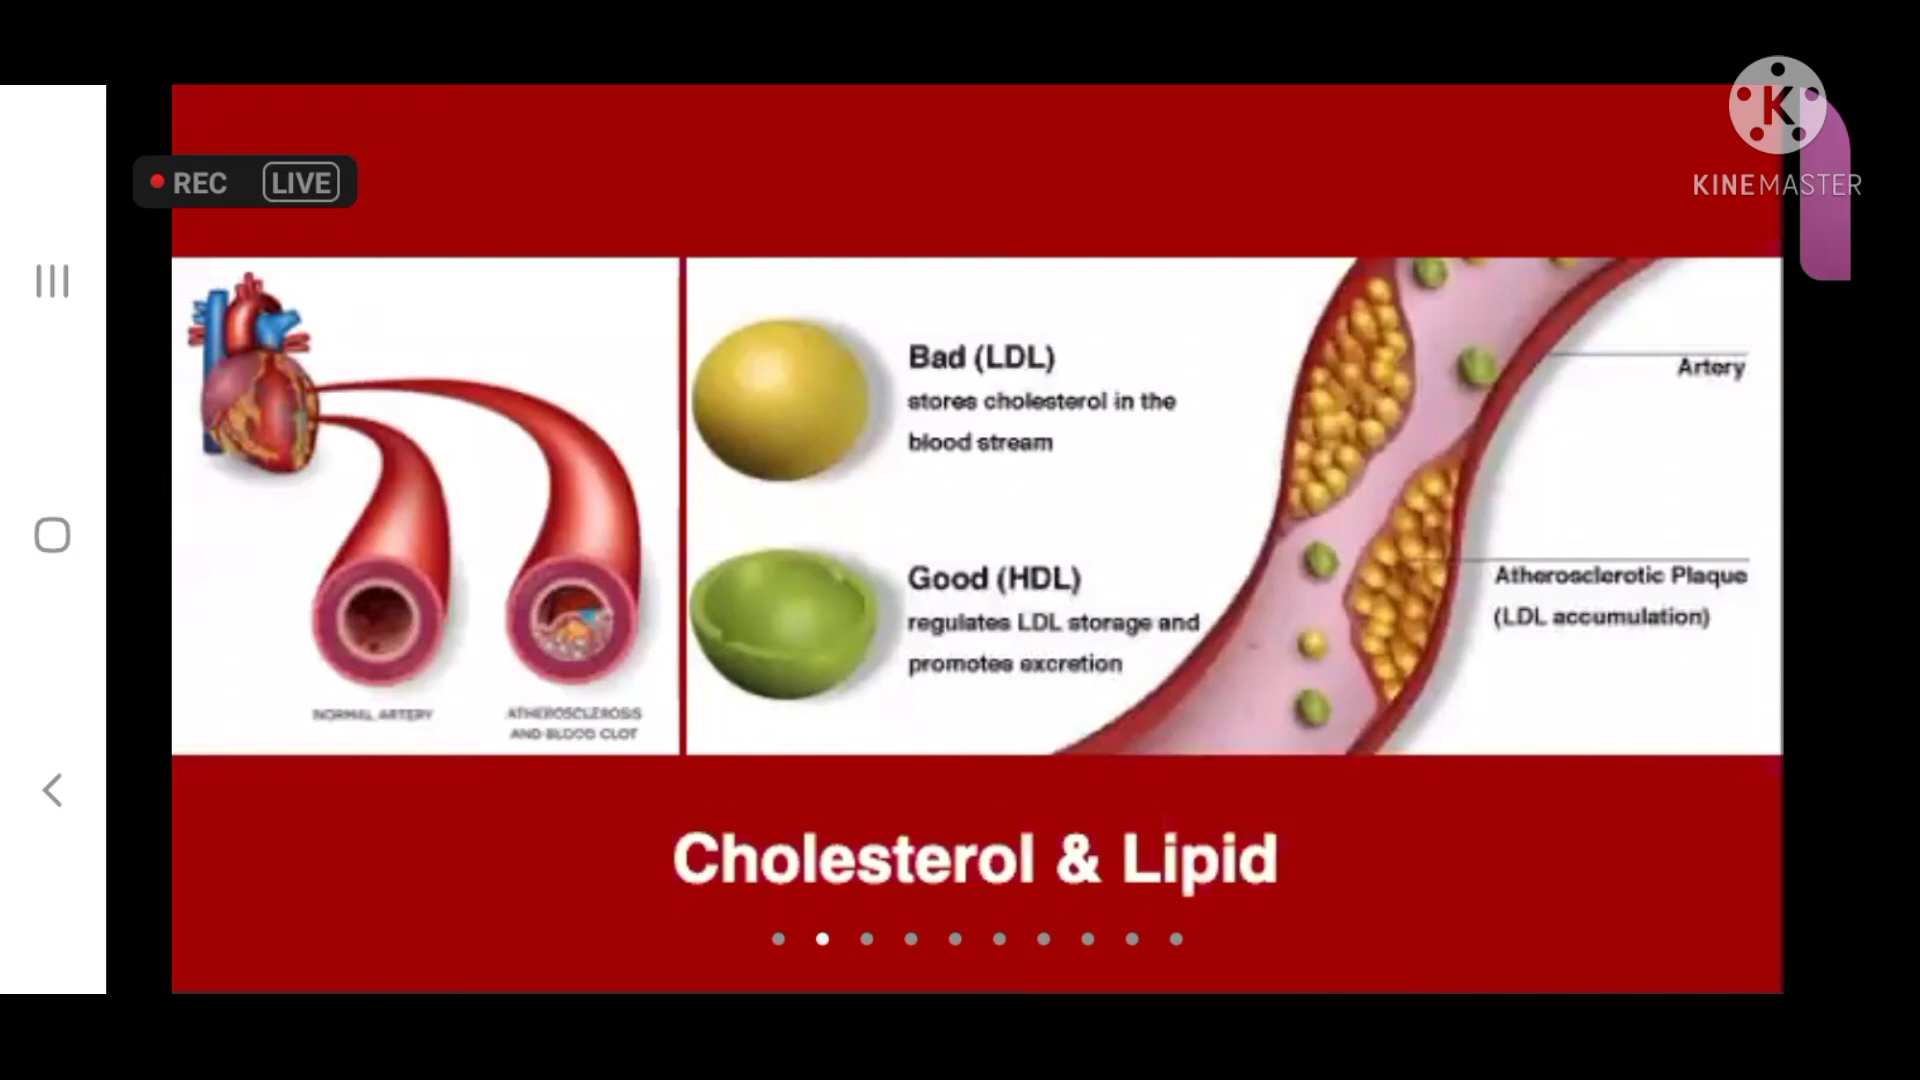 REC LIVE
K
KINEMASTER
Bad (LDL)
stores cholesterol in the
blood stream
Good (HDL)
regulates LDL storage and
promotes excretion
Artery
Atherosclerotic Plaque
(LDL accumulation)
NORMAL ARTERY
ATHEROSCLEROSIS
AND BLOOD CLOT
Cholesterol & Lipid